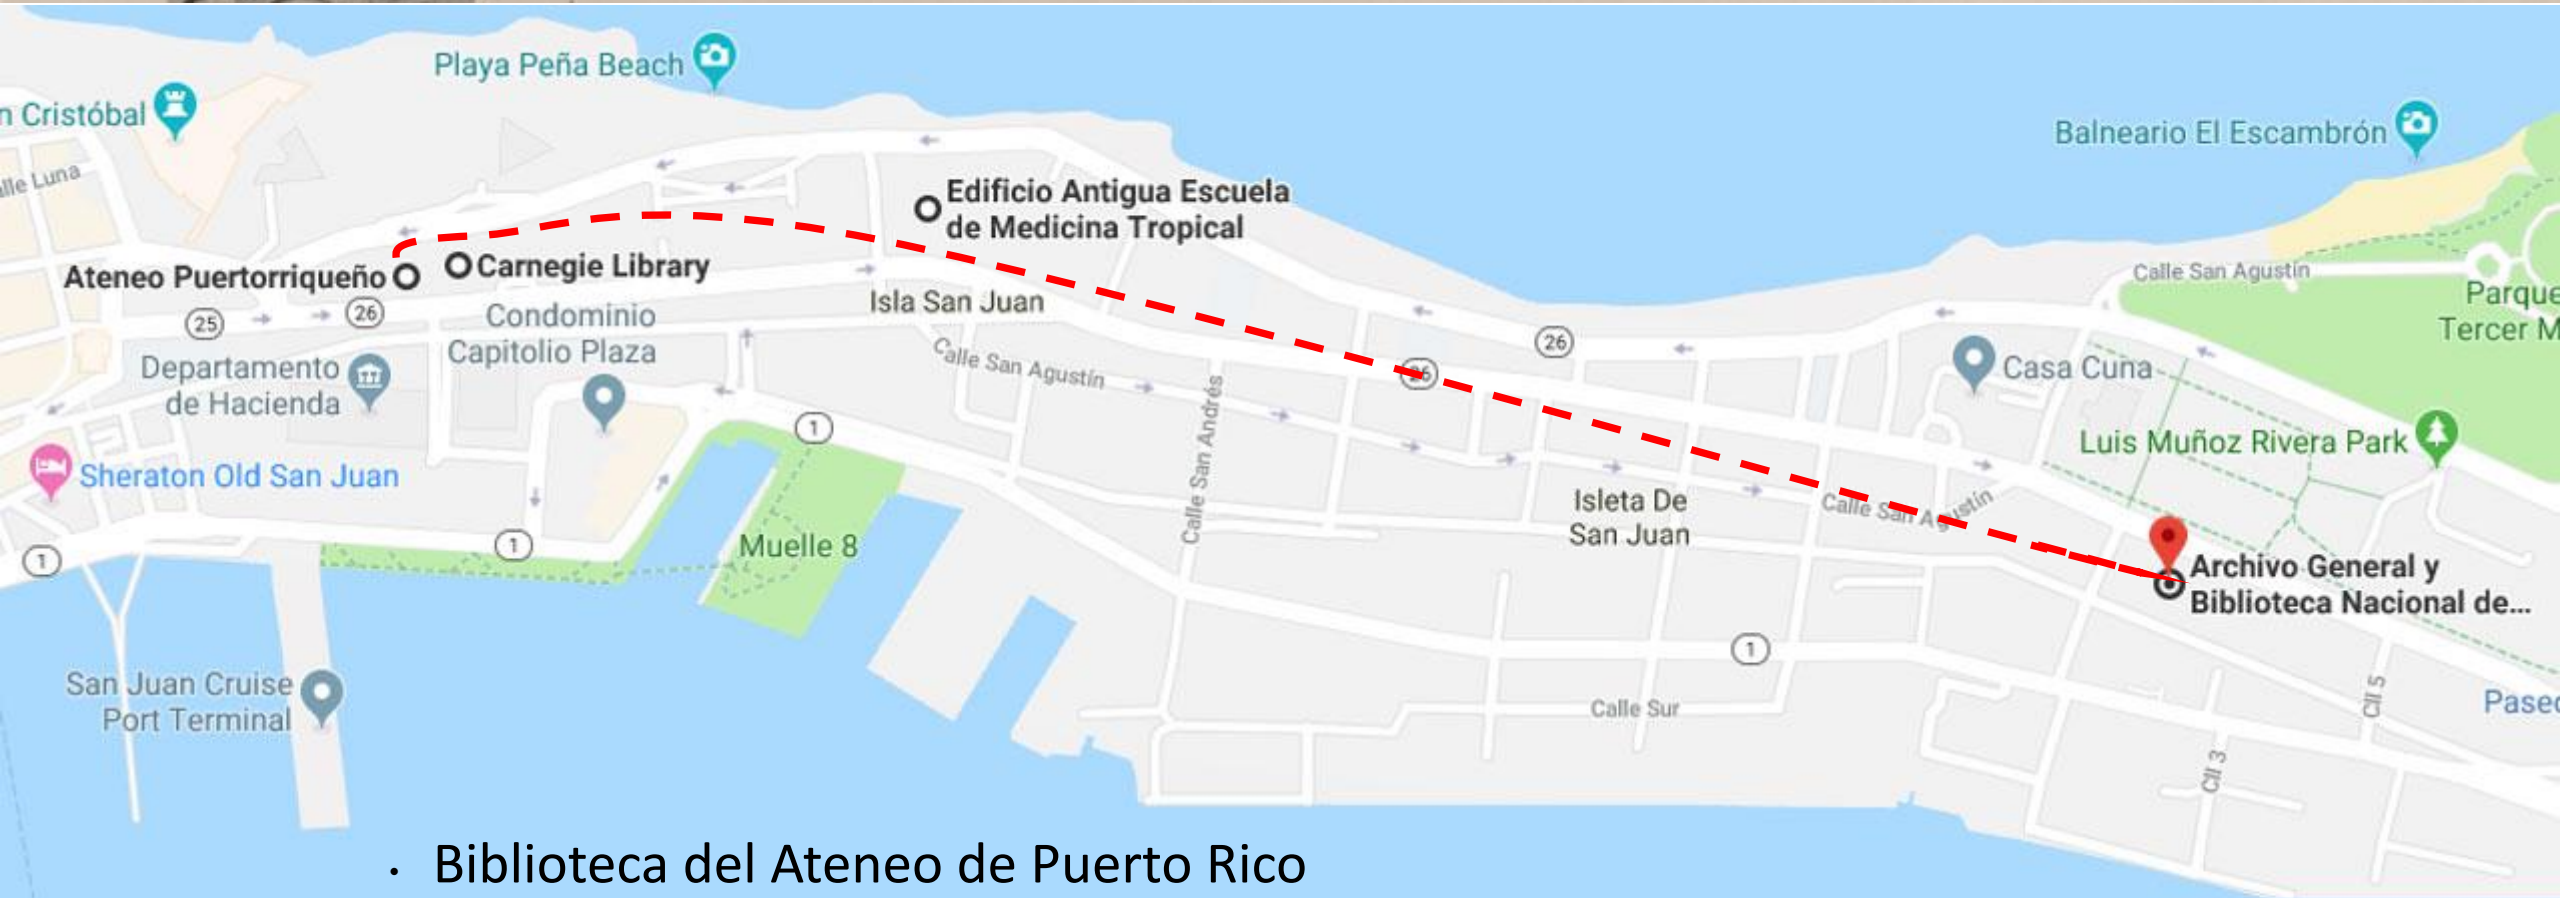 Playa Peña Beach
n Cristóbal
Balneario El Escambrón
lle Luna
Edificio Antigua Escuela
de Medicina Tropical
Ateneo Puertorriqueño
Carnegie Library
Calle San Agustín
Parque
Tercer M
Isla San Juan
25
26
Condominio
Capitolio Plaza
26
26
Calle San Agustín
Departamento
de Hacienda
Casa Cuna
Calle San Andrés
1
Luis Muñoz Rivera Park
Sheraton Old San Juan
Isleta De
San Juan
Calle San Agustín
1
1
Muelle 8
Archivo General y
Biblioteca Nacional de...
1
San Juan Cruise
Port Terminal
Calle Sur
Cll 5
Paseo
Cll 3
• Biblioteca del Ateneo de Puerto Rico